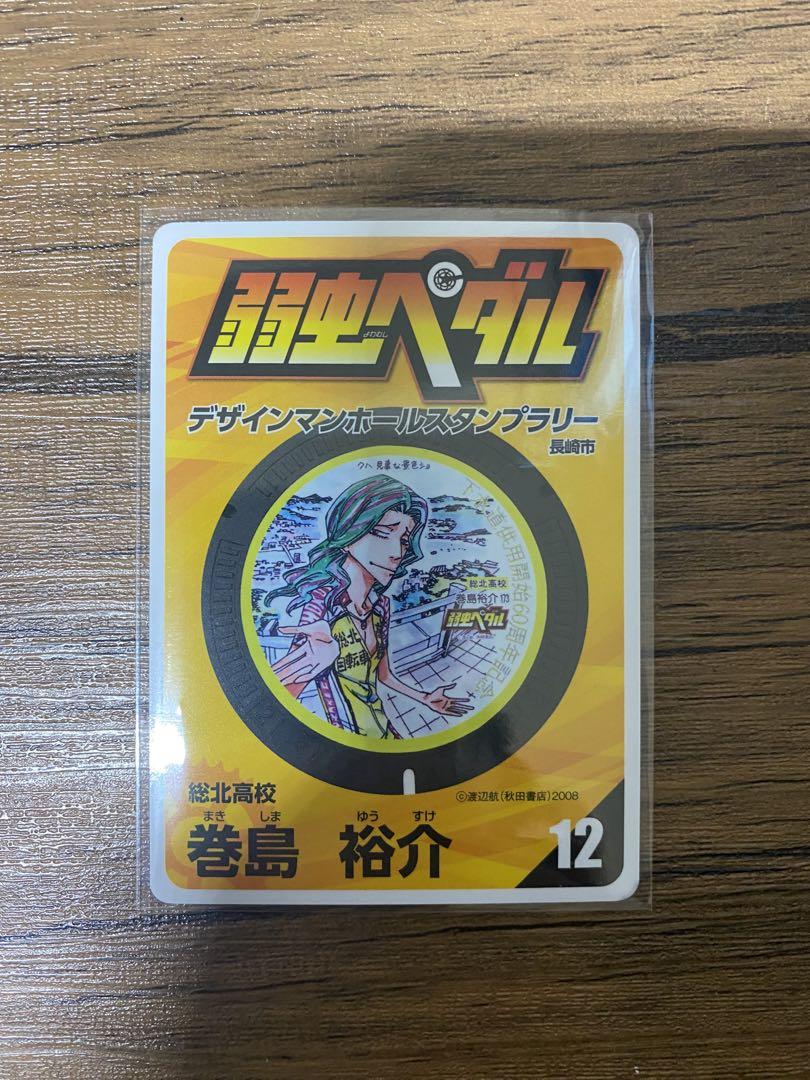 弱虫ペダル
よわむし
デザインマンホールスタンプラリー
長崎市
クハ 見事な景色ショ
下水道供用開始60周年記念
総北高校
巻島裕介 173
弱虫ペダル
総北
自転車
総北高校
まき しま ゆう すけ
巻島 裕介
©渡辺航(秋田書店)2008
12